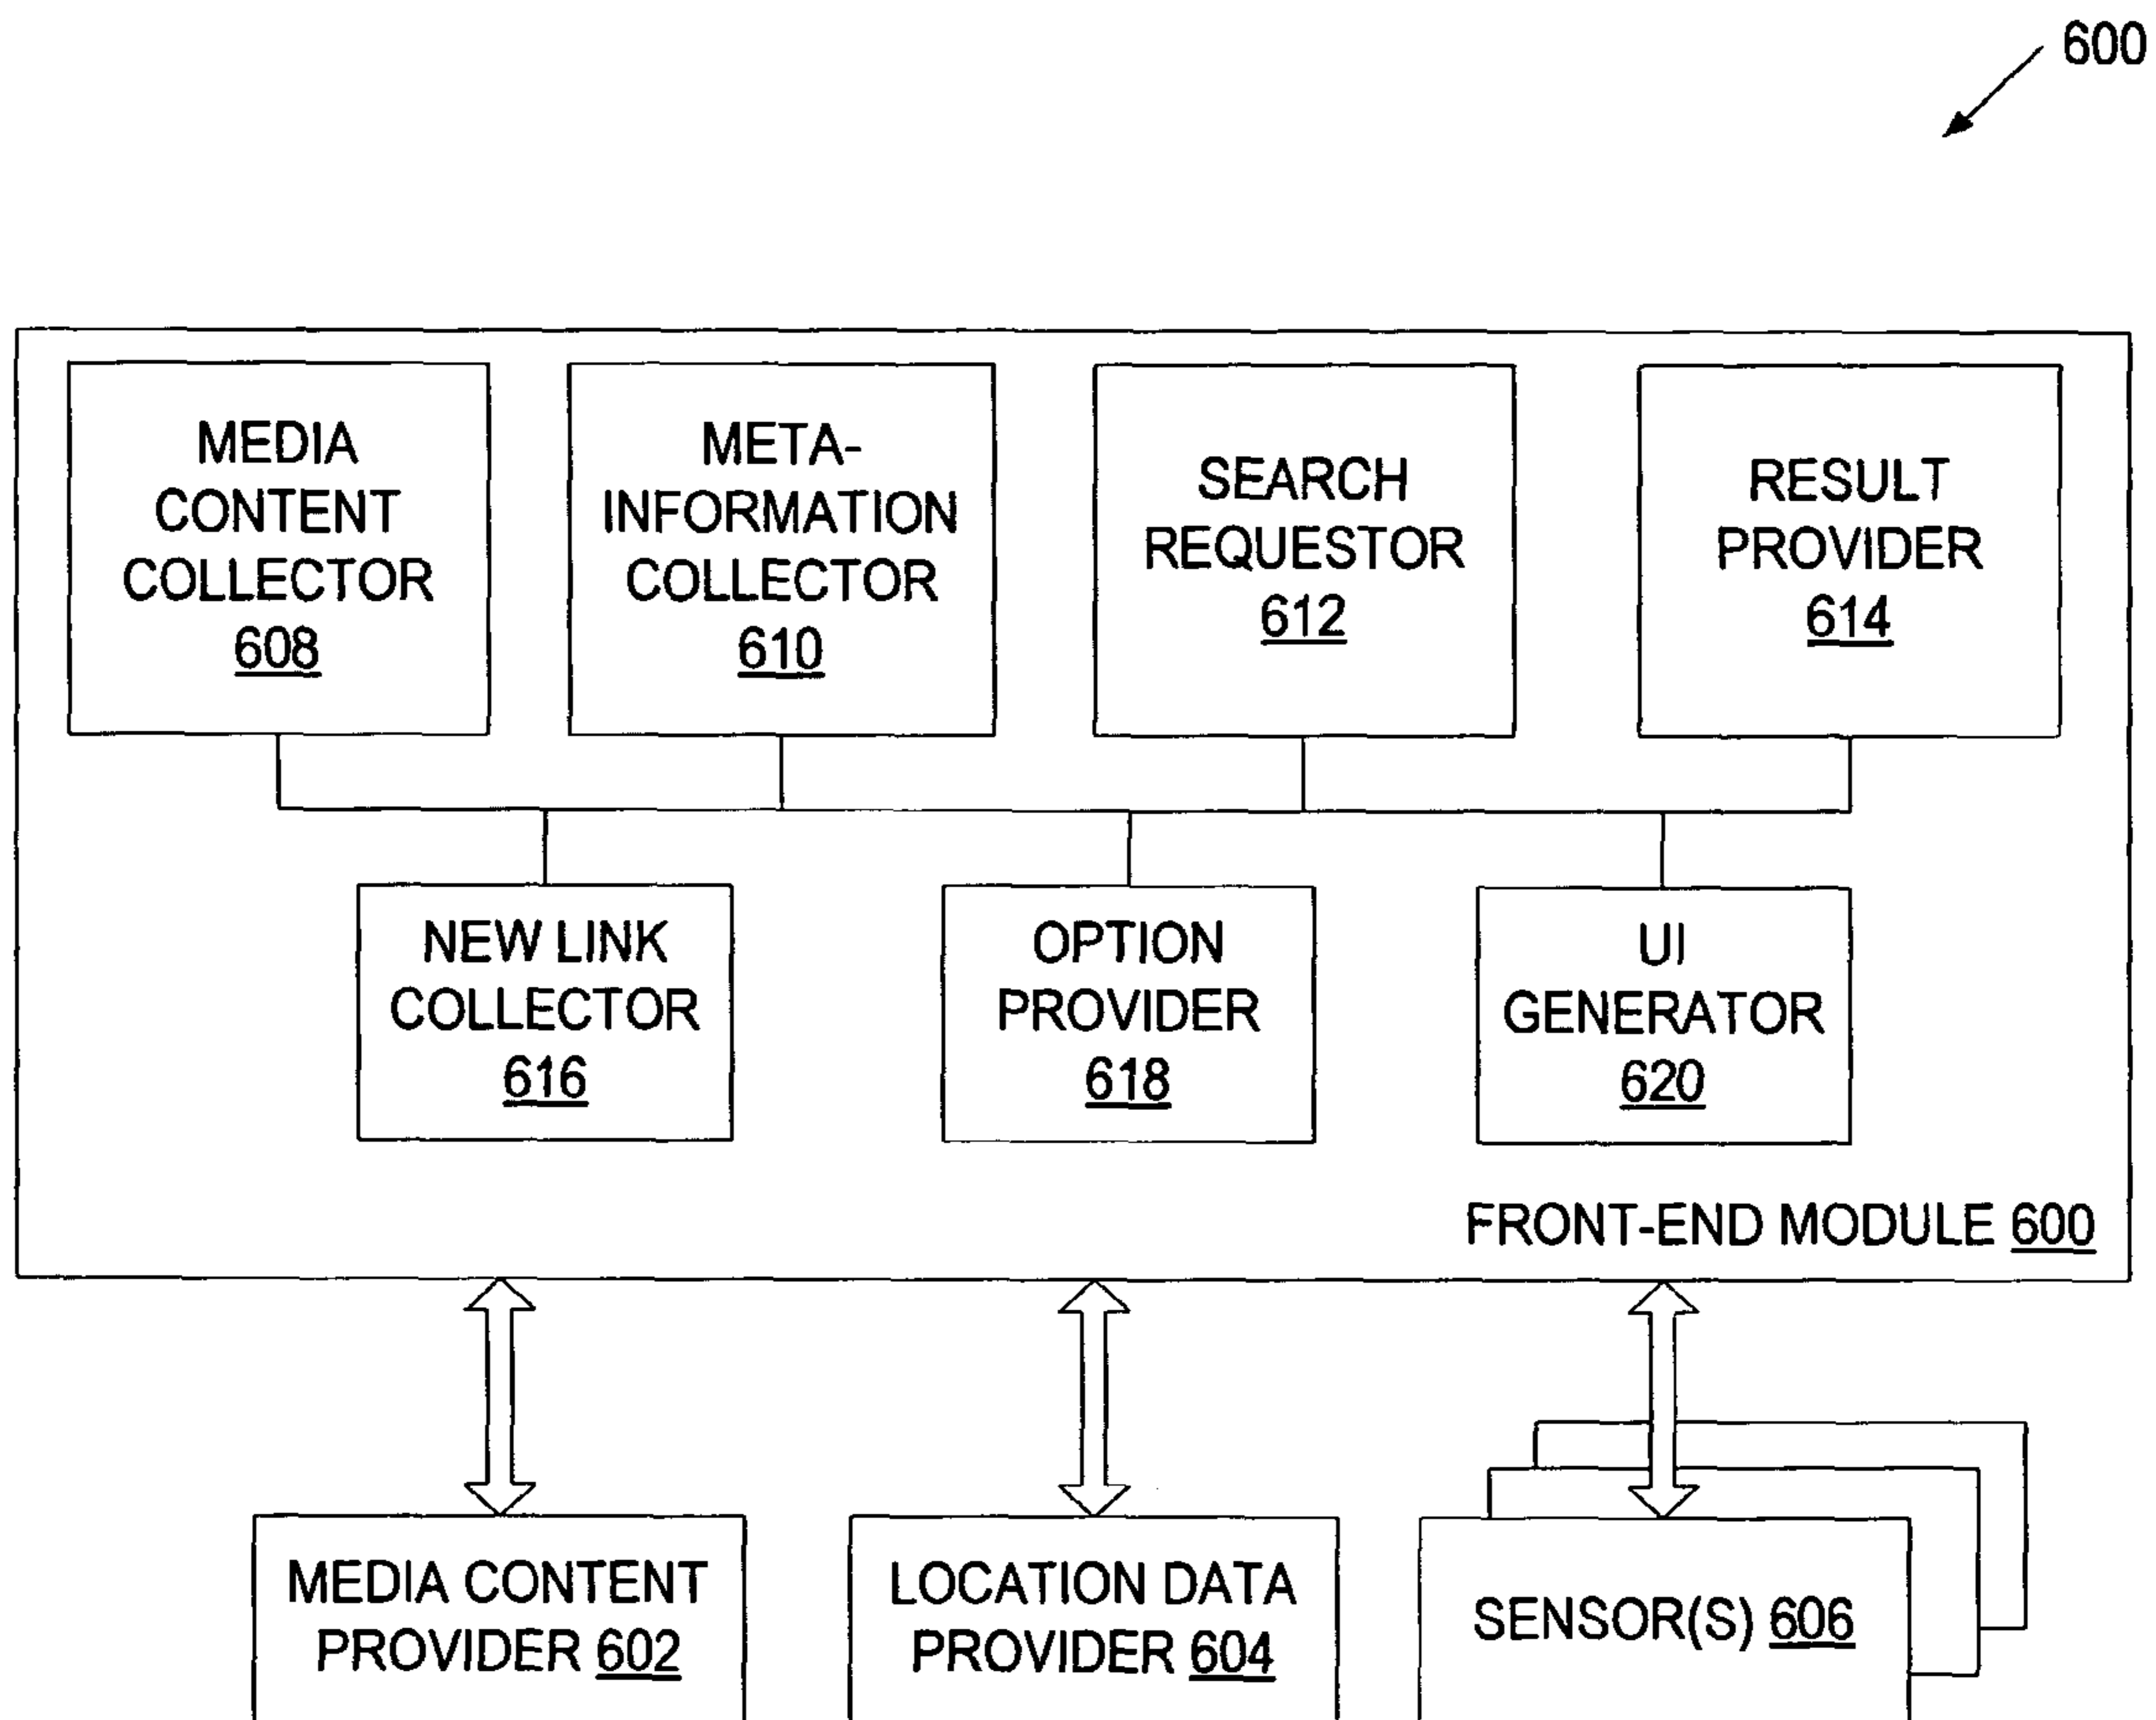 600
MEDIA
CONTENT
COLLECTOR
608
META-
INFORMATION
COLLECTOR
610
SEARCH
REQUESTOR
612
RESULT
PROVIDER
614
NEW LINK
COLLECTOR
616
OPTION
PROVIDER
618
UI
GENERATOR
620
FRONT-END MODULE 600
MEDIA CONTENT
PROVIDER 602
LOCATION DATA
PROVIDER 604
SENSOR(S) 606